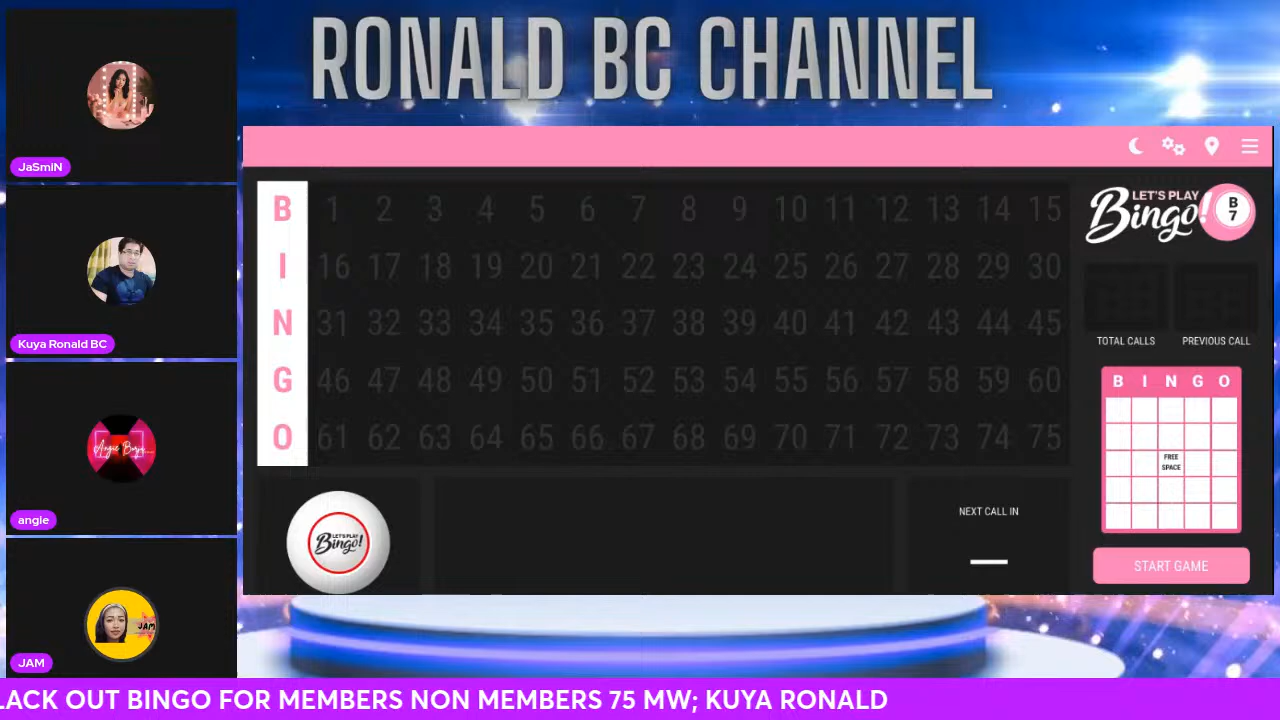 RONALD BC CHANNEL
JaSmIN
Kuya Ronald BC
angle
JAM
B 1 2 3 4 5 6 7 8 9 10 11 12 13 14 15
I 16 17 18 19 20 21 22 23 24 25 26 27 28 29 30
N 31 32 33 34 35 36 37 38 39 40 41 42 43 44 45
G 46 47 48 49 50 51 52 53 54 55 56 57 58 59 60
O 61 62 63 64 65 66 67 68 69 70 71 72 73 74 75
LET'S PLAY
Bingo!
B
7
TOTAL CALLS
PREVIOUS CALL
B I N G O
FREE
SPACE
LET'S PLAY
Bingo!
NEXT CALL IN
START GAME
JAM
LACK OUT BINGO FOR MEMBERS NON MEMBERS 75 MW; KUYA RONALD